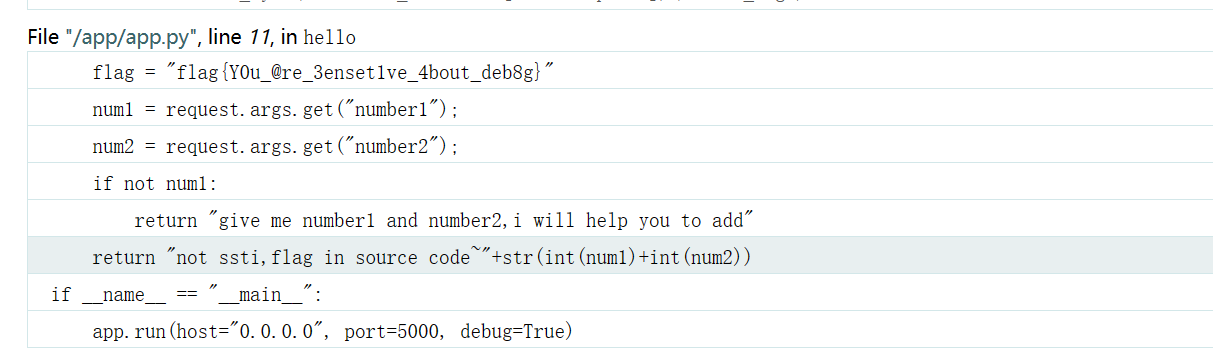 File "/app/app.py", line 11, in hello
flag = "flag{Y0u_@re_3enset1ve_4bout_deb8g}"
num1 = request.args.get("number1");
num2 = request.args.get("number2");
if not num1:
return "give me number1 and number2,i will help you to add"
return "not ssti,flag in source code~"+str(int(num1)+int(num2))
if __name__ == "__main__":
app.run(host="0.0.0.0", port=5000, debug=True)